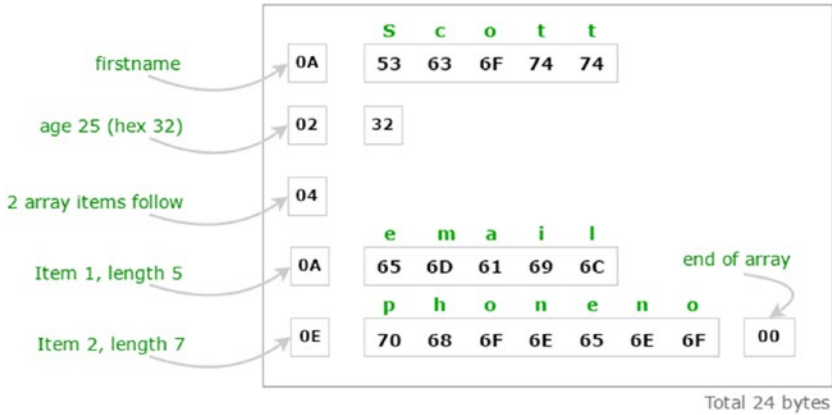 S c o t t
firstname 0A 53 63 6F 74 74
age 25 (hex 32) 02 32
2 array items follow 04
e m a i l
Item 1, length 5 0A 65 6D 61 69 6C end of array
p h o n e n o
Item 2, length 7 0E 70 68 6F 6E 65 6E 6F 00
Total 24 bytes